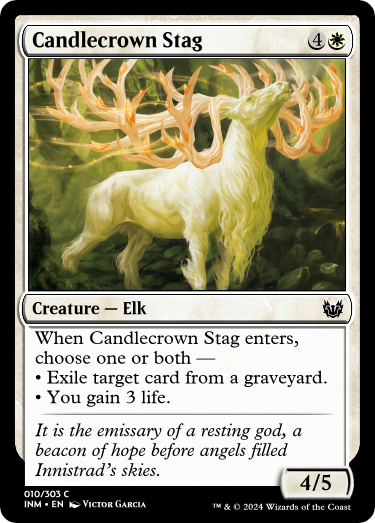 Candlecrown Stag 4
Creature — Elk
When Candlecrown Stag enters,
choose one or both —
• Exile target card from a graveyard.
• You gain 3 life.
It is the emissary of a resting god, a
beacon of hope before angels filled
Innistrad's skies.
4/5
010/303 C
INM • EN Victor Garcia
™ & © 2024 Wizards of the Coast